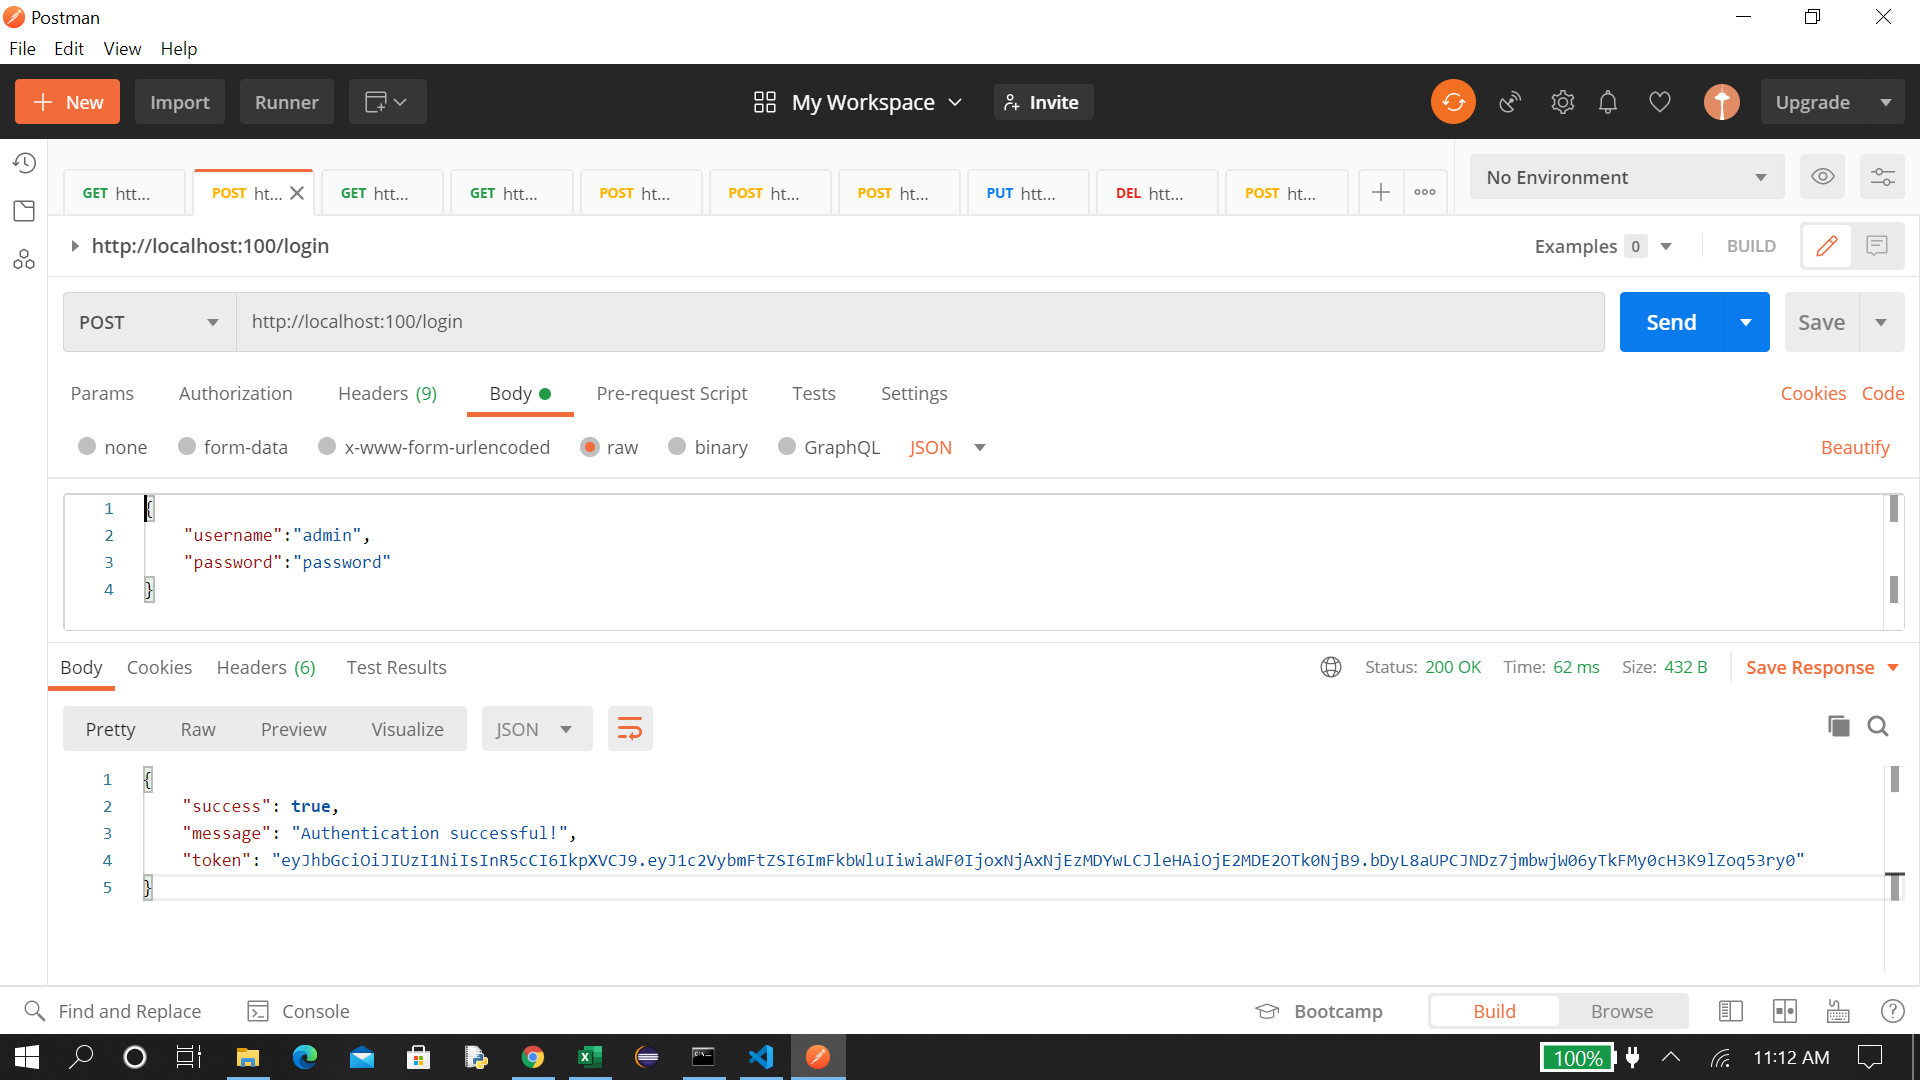 Postman
File Edit View Help
New Import Runner My Workspace Invite Upgrade
GET htt... POST ht... GET htt... GET htt... POST ht... POST ht... POST ht... PUT htt... DEL htt... POST ht... No Environment
http://localhost:100/login Examples 0 BUILD
POST http://localhost:100/login Send Save
Params Authorization Headers (9) Body Pre-request Script Tests Settings Cookies Code
none form-data x-www-form-urlencoded raw binary GraphQL JSON Beautify
1 {
2 "username":"admin",
3 "password":"password"
4 }
Body Cookies Headers (6) Test Results Status: 200 OK Time: 62 ms Size: 432 B Save Response
Pretty Raw Preview Visualize JSON
1 {
2 "success": true,
3 "message": "Authentication successful!",
4 "token": "eyJhbGciOiJIUzI1NiIsInR5cCI6IkpXVCJ9.eyJ1c2VybmFtZSI6ImFkbWluIiwiaWF0IjoxNjAxNjEzMDYwLCJleHAiOjE2MDE2OTk0NjB9.bDyL8aUPCJNDz7jmbwjW06yTkFMy0cH3K9lZoq53ry0"
5 }
Find and Replace Console Bootcamp Build Browse
100% 11:12 AM